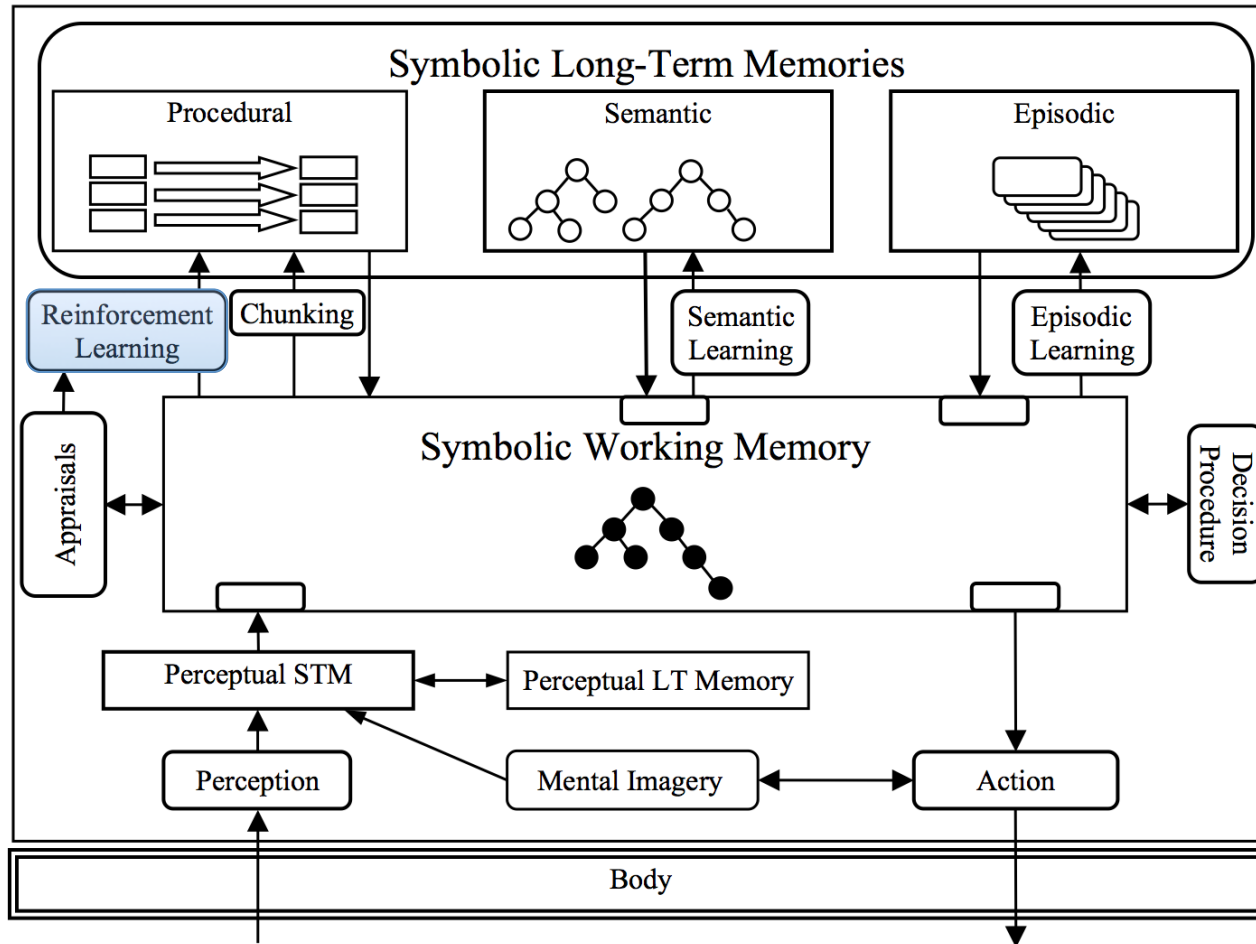 Symbolic Long-Term Memories
Procedural
Semantic
Episodic
Reinforcement
Learning
Chunking
Semantic
Learning
Episodic
Learning
Symbolic Working Memory
Appraisals
Decision
Procedure
Perceptual STM
Perceptual LT Memory
Perception
Mental Imagery
Action
Body